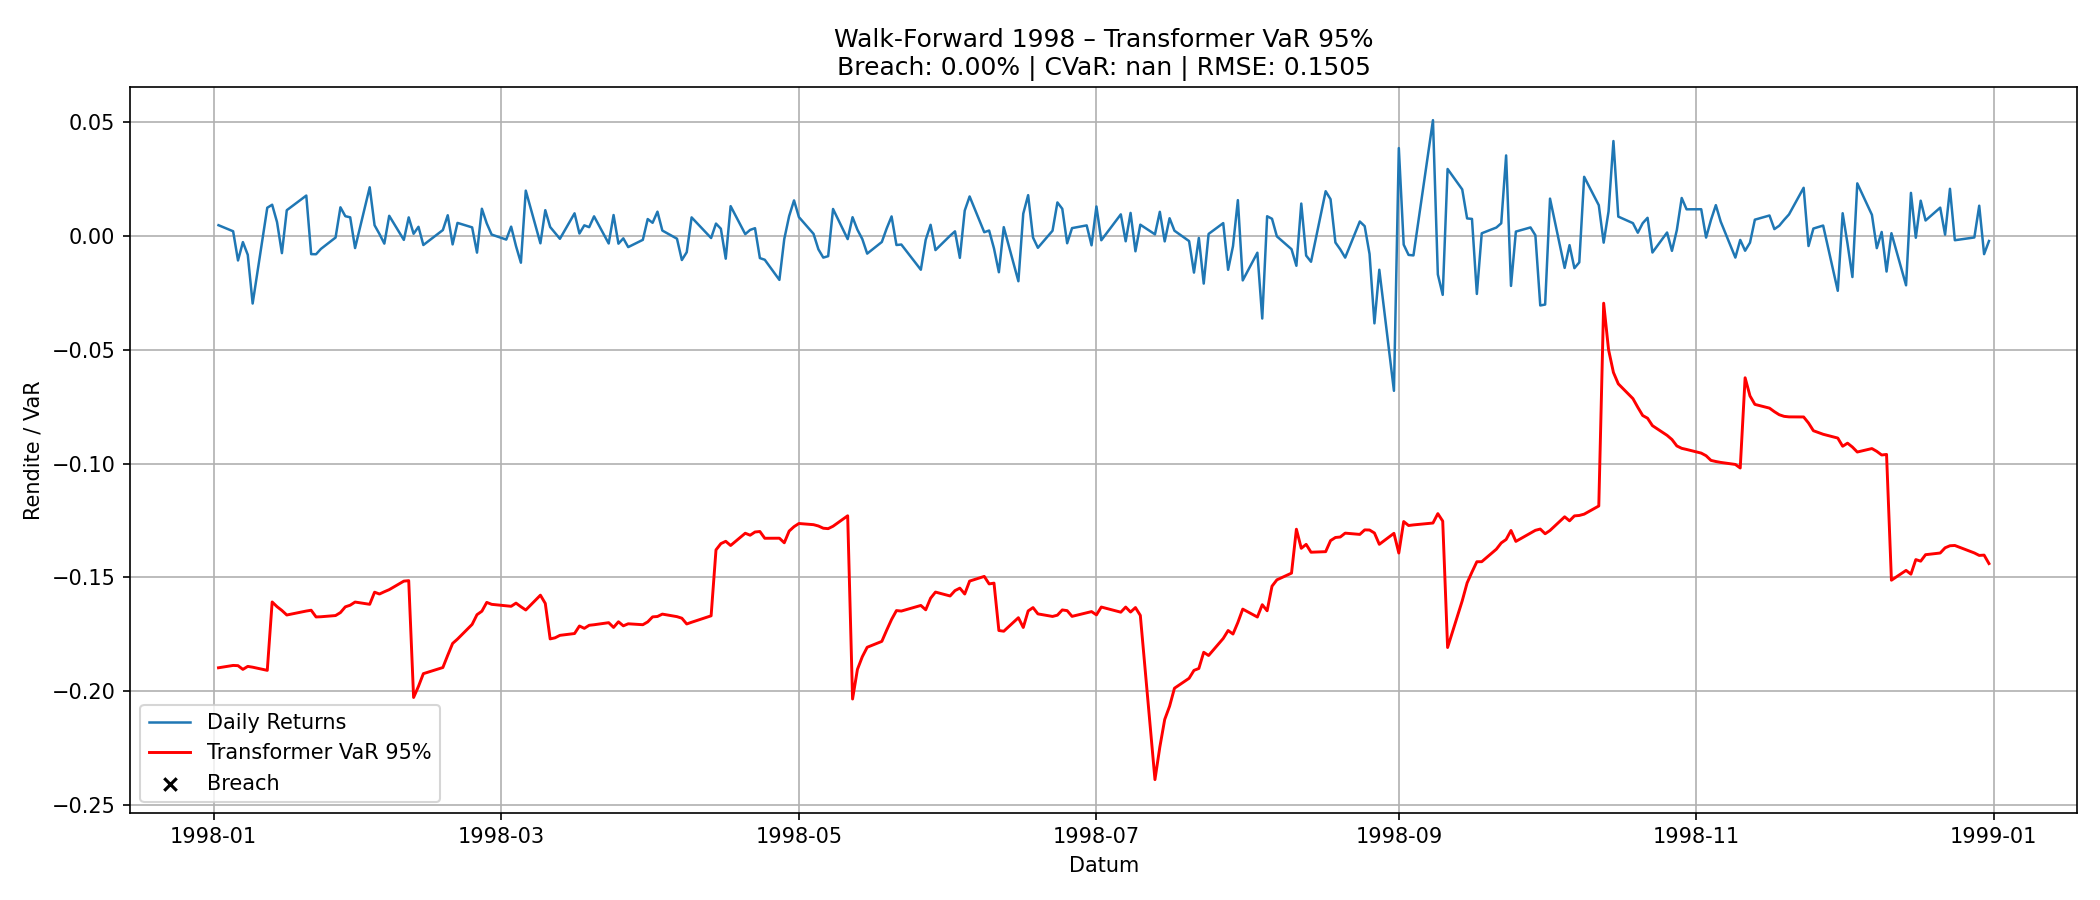 Walk-Forward 1998 – Transformer VaR 95%
Breach: 0.00% | CVaR: nan | RMSE: 0.1505
Rendite / VaR
0.05
0.00
−0.05
−0.10
−0.15
−0.20
−0.25
Daily Returns
Transformer VaR 95%
Breach
1998-01
1998-03
1998-05
1998-07
1998-09
1998-11
1999-01
Datum